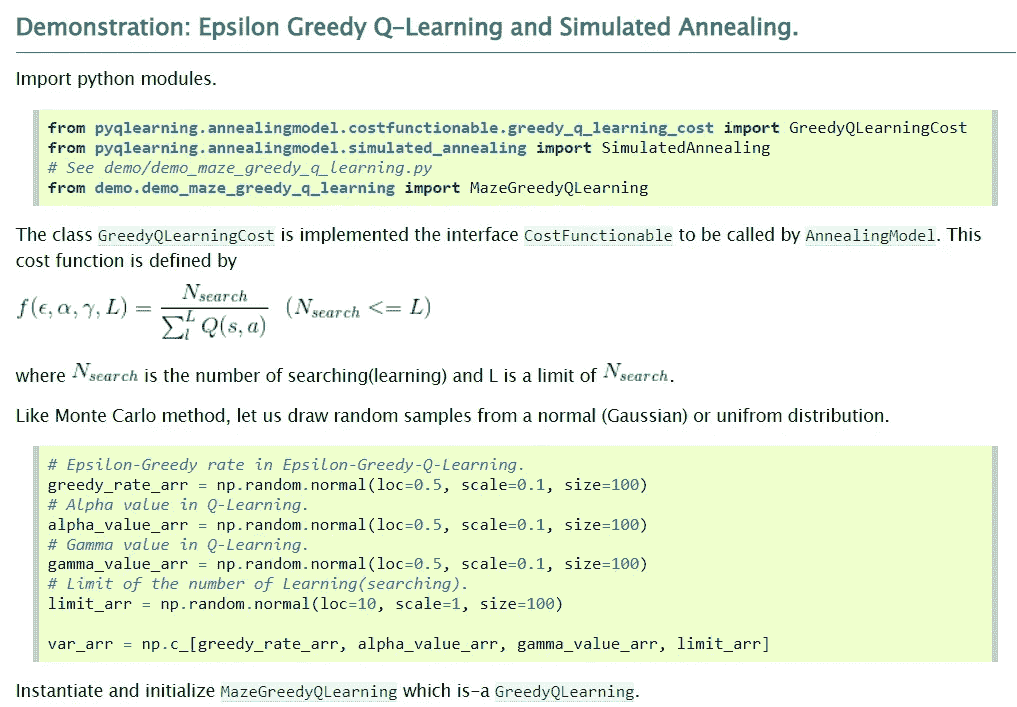 Demonstration: Epsilon Greedy Q-Learning and Simulated Annealing.
Import python modules.
from pyqlearning.annealingmodel.costfunctionable.greedy_q_learning_cost import GreedyQLearningCost
from pyqlearning.annealingmodel.simulated_annealing import SimulatedAnnealing
# See demo/demo_maze_greedy_q_learning.py
from demo.demo_maze_greedy_q_learning import MazeGreedyQLearning
The class GreedyQLearningCost is implemented the interface CostFunctionable to be called by AnnealingModel. This
cost function is defined by
f(ϵ, α, γ, L) = \frac{N_{search}}{\sum_l^L Q(s, a)} (N_{search} <= L)
where N_{search} is the number of searching(learning) and L is a limit of N_{search}.
Like Monte Carlo method, let us draw random samples from a normal (Gaussian) or unifrom distribution.
# Epsilon-Greedy rate in Epsilon-Greedy-Q-Learning.
greedy_rate_arr = np.random.normal(loc=0.5, scale=0.1, size=100)
# Alpha value in Q-Learning.
alpha_value_arr = np.random.normal(loc=0.5, scale=0.1, size=100)
# Gamma value in Q-Learning.
gamma_value_arr = np.random.normal(loc=0.5, scale=0.1, size=100)
# Limit of the number of Learning(searching).
limit_arr = np.random.normal(loc=10, scale=1, size=100)
var_arr = np.c_[greedy_rate_arr, alpha_value_arr, gamma_value_arr, limit_arr]
Instantiate and initialize MazeGreedyQLearning which is-a GreedyQLearning.